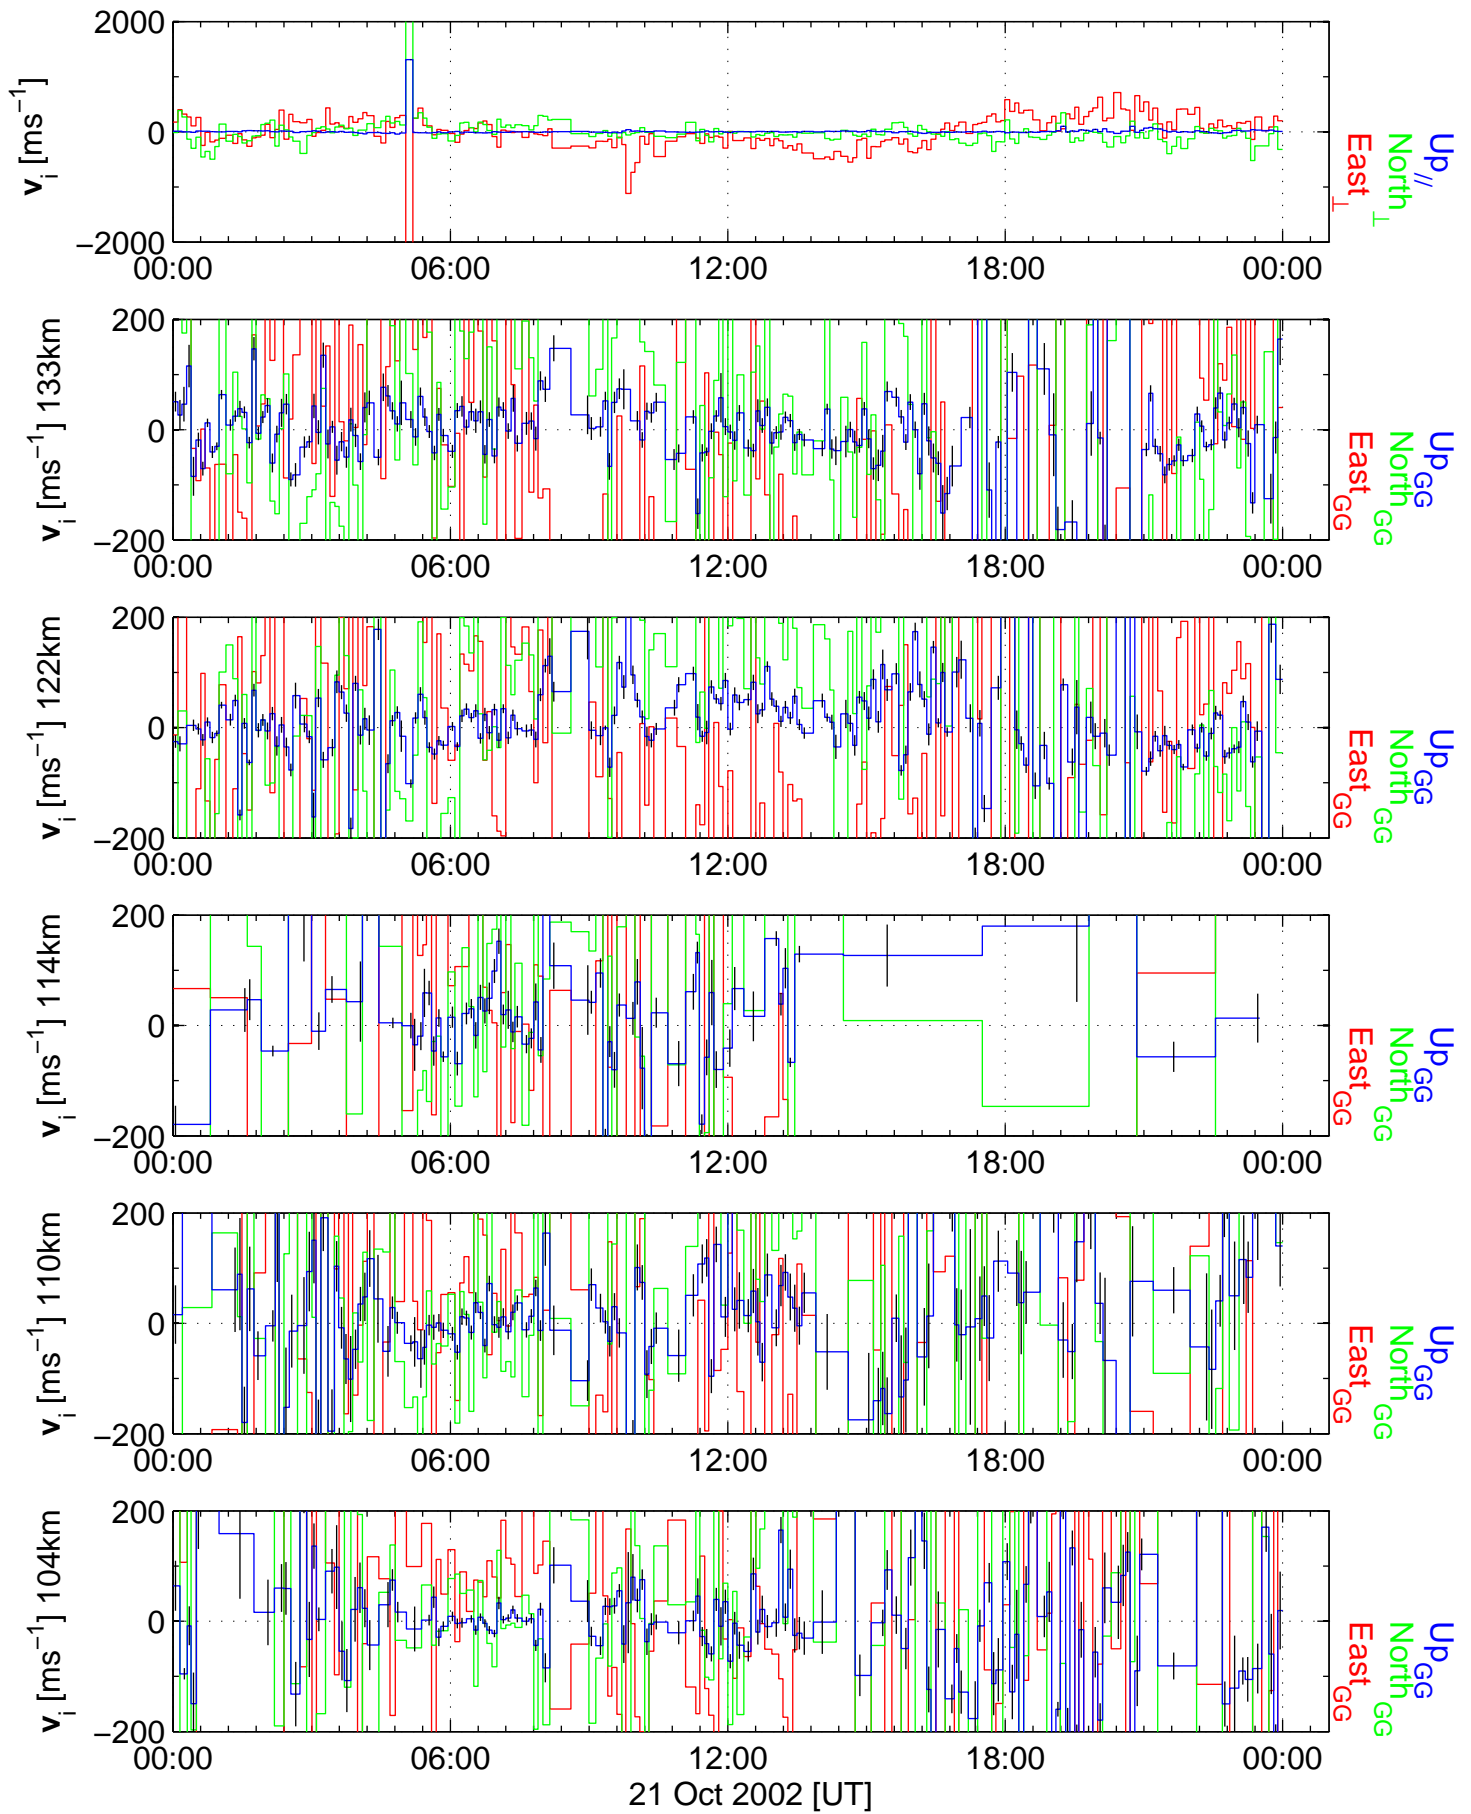 2000
0
−2000
v_i [ms⁻¹]
00:00 06:00 12:00 18:00 00:00
Up_//
North_⊥
East_⊥
200
0
−200
v_i [ms⁻¹] 133km
00:00 06:00 12:00 18:00 00:00
Up_GG
North_GG
East_GG
200
0
−200
v_i [ms⁻¹] 122km
00:00 06:00 12:00 18:00 00:00
Up_GG
North_GG
East_GG
200
0
−200
v_i [ms⁻¹] 114km
00:00 06:00 12:00 18:00 00:00
Up_GG
North_GG
East_GG
200
0
−200
v_i [ms⁻¹] 110km
00:00 06:00 12:00 18:00 00:00
Up_GG
North_GG
East_GG
200
0
−200
v_i [ms⁻¹] 104km
00:00 06:00 12:00 18:00 00:00
Up_GG
North_GG
East_GG
21 Oct 2002 [UT]